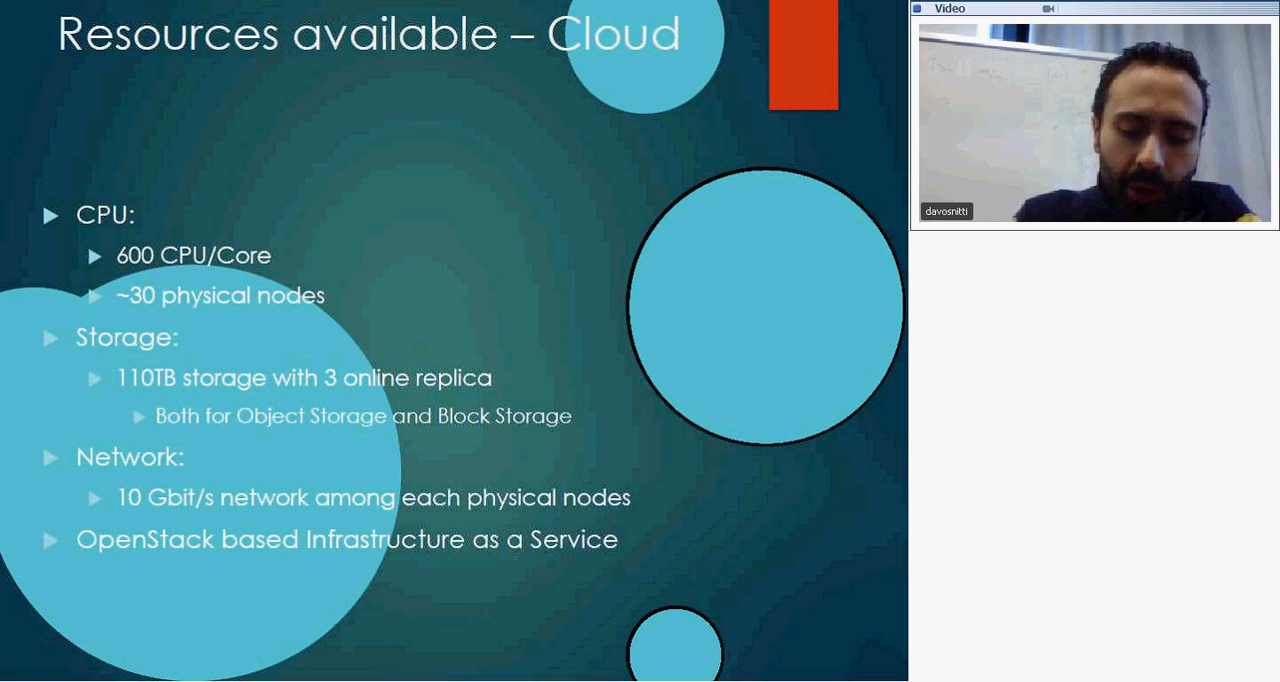 Resources available – Cloud
CPU:
600 CPU/Core
~30 physical nodes
Storage:
110TB storage with 3 online replica
Both for Object Storage and Block Storage
Network:
10 Gbit/s network among each physical nodes
OpenStack based Infrastructure as a Service
Video
davosnitti